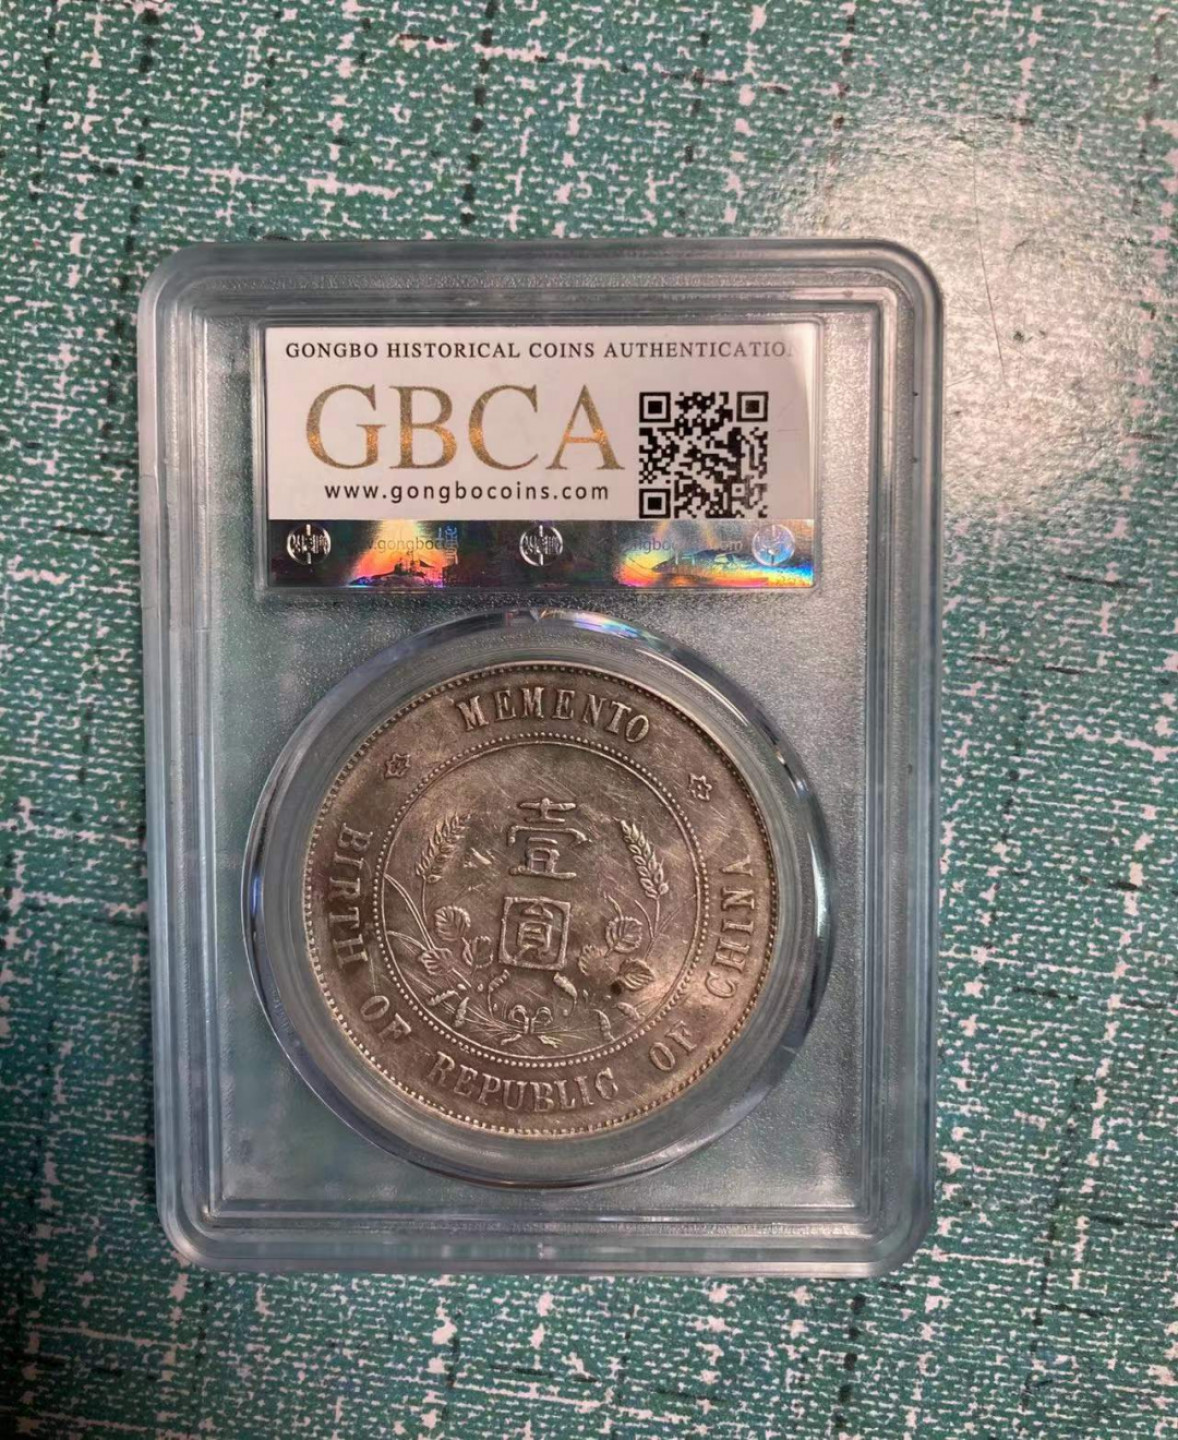 GONGBO HISTORICAL COINS AUTHENTICATIO
GBCA
www.gongbocoins.com
MEMENTO
壹
圓
BIRTH OF REPUBLIC OF CHINA